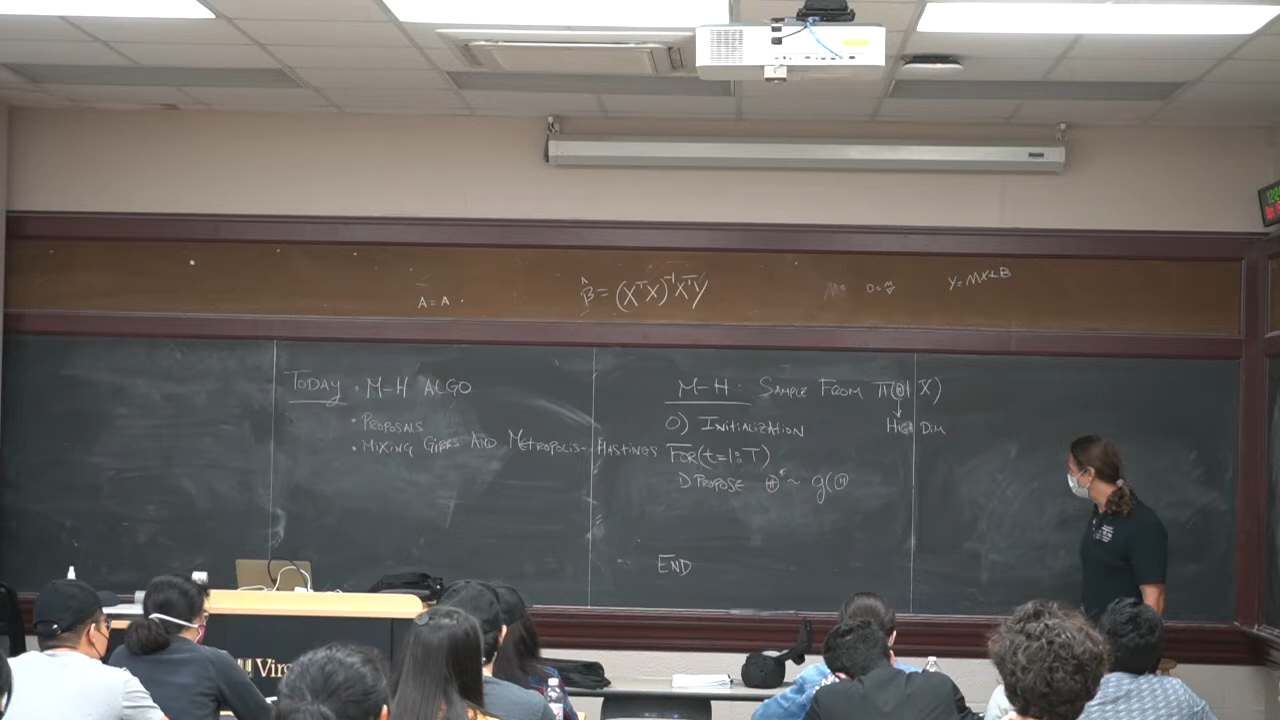 A = A
β̂ = (XᵀX)⁻¹XᵀY
Y = MX+B
TODAY • M-H ALGO
• PROPOSALS
• MIXING GIBBS AND METROPOLIS-HASTINGS
M-H: SAMPLE FROM π(Θ| X)
HIGH DIM
0) INITIALIZATION
FOR(t=1:T)
1) PROPOSE Θ* ~ g(Θ
END